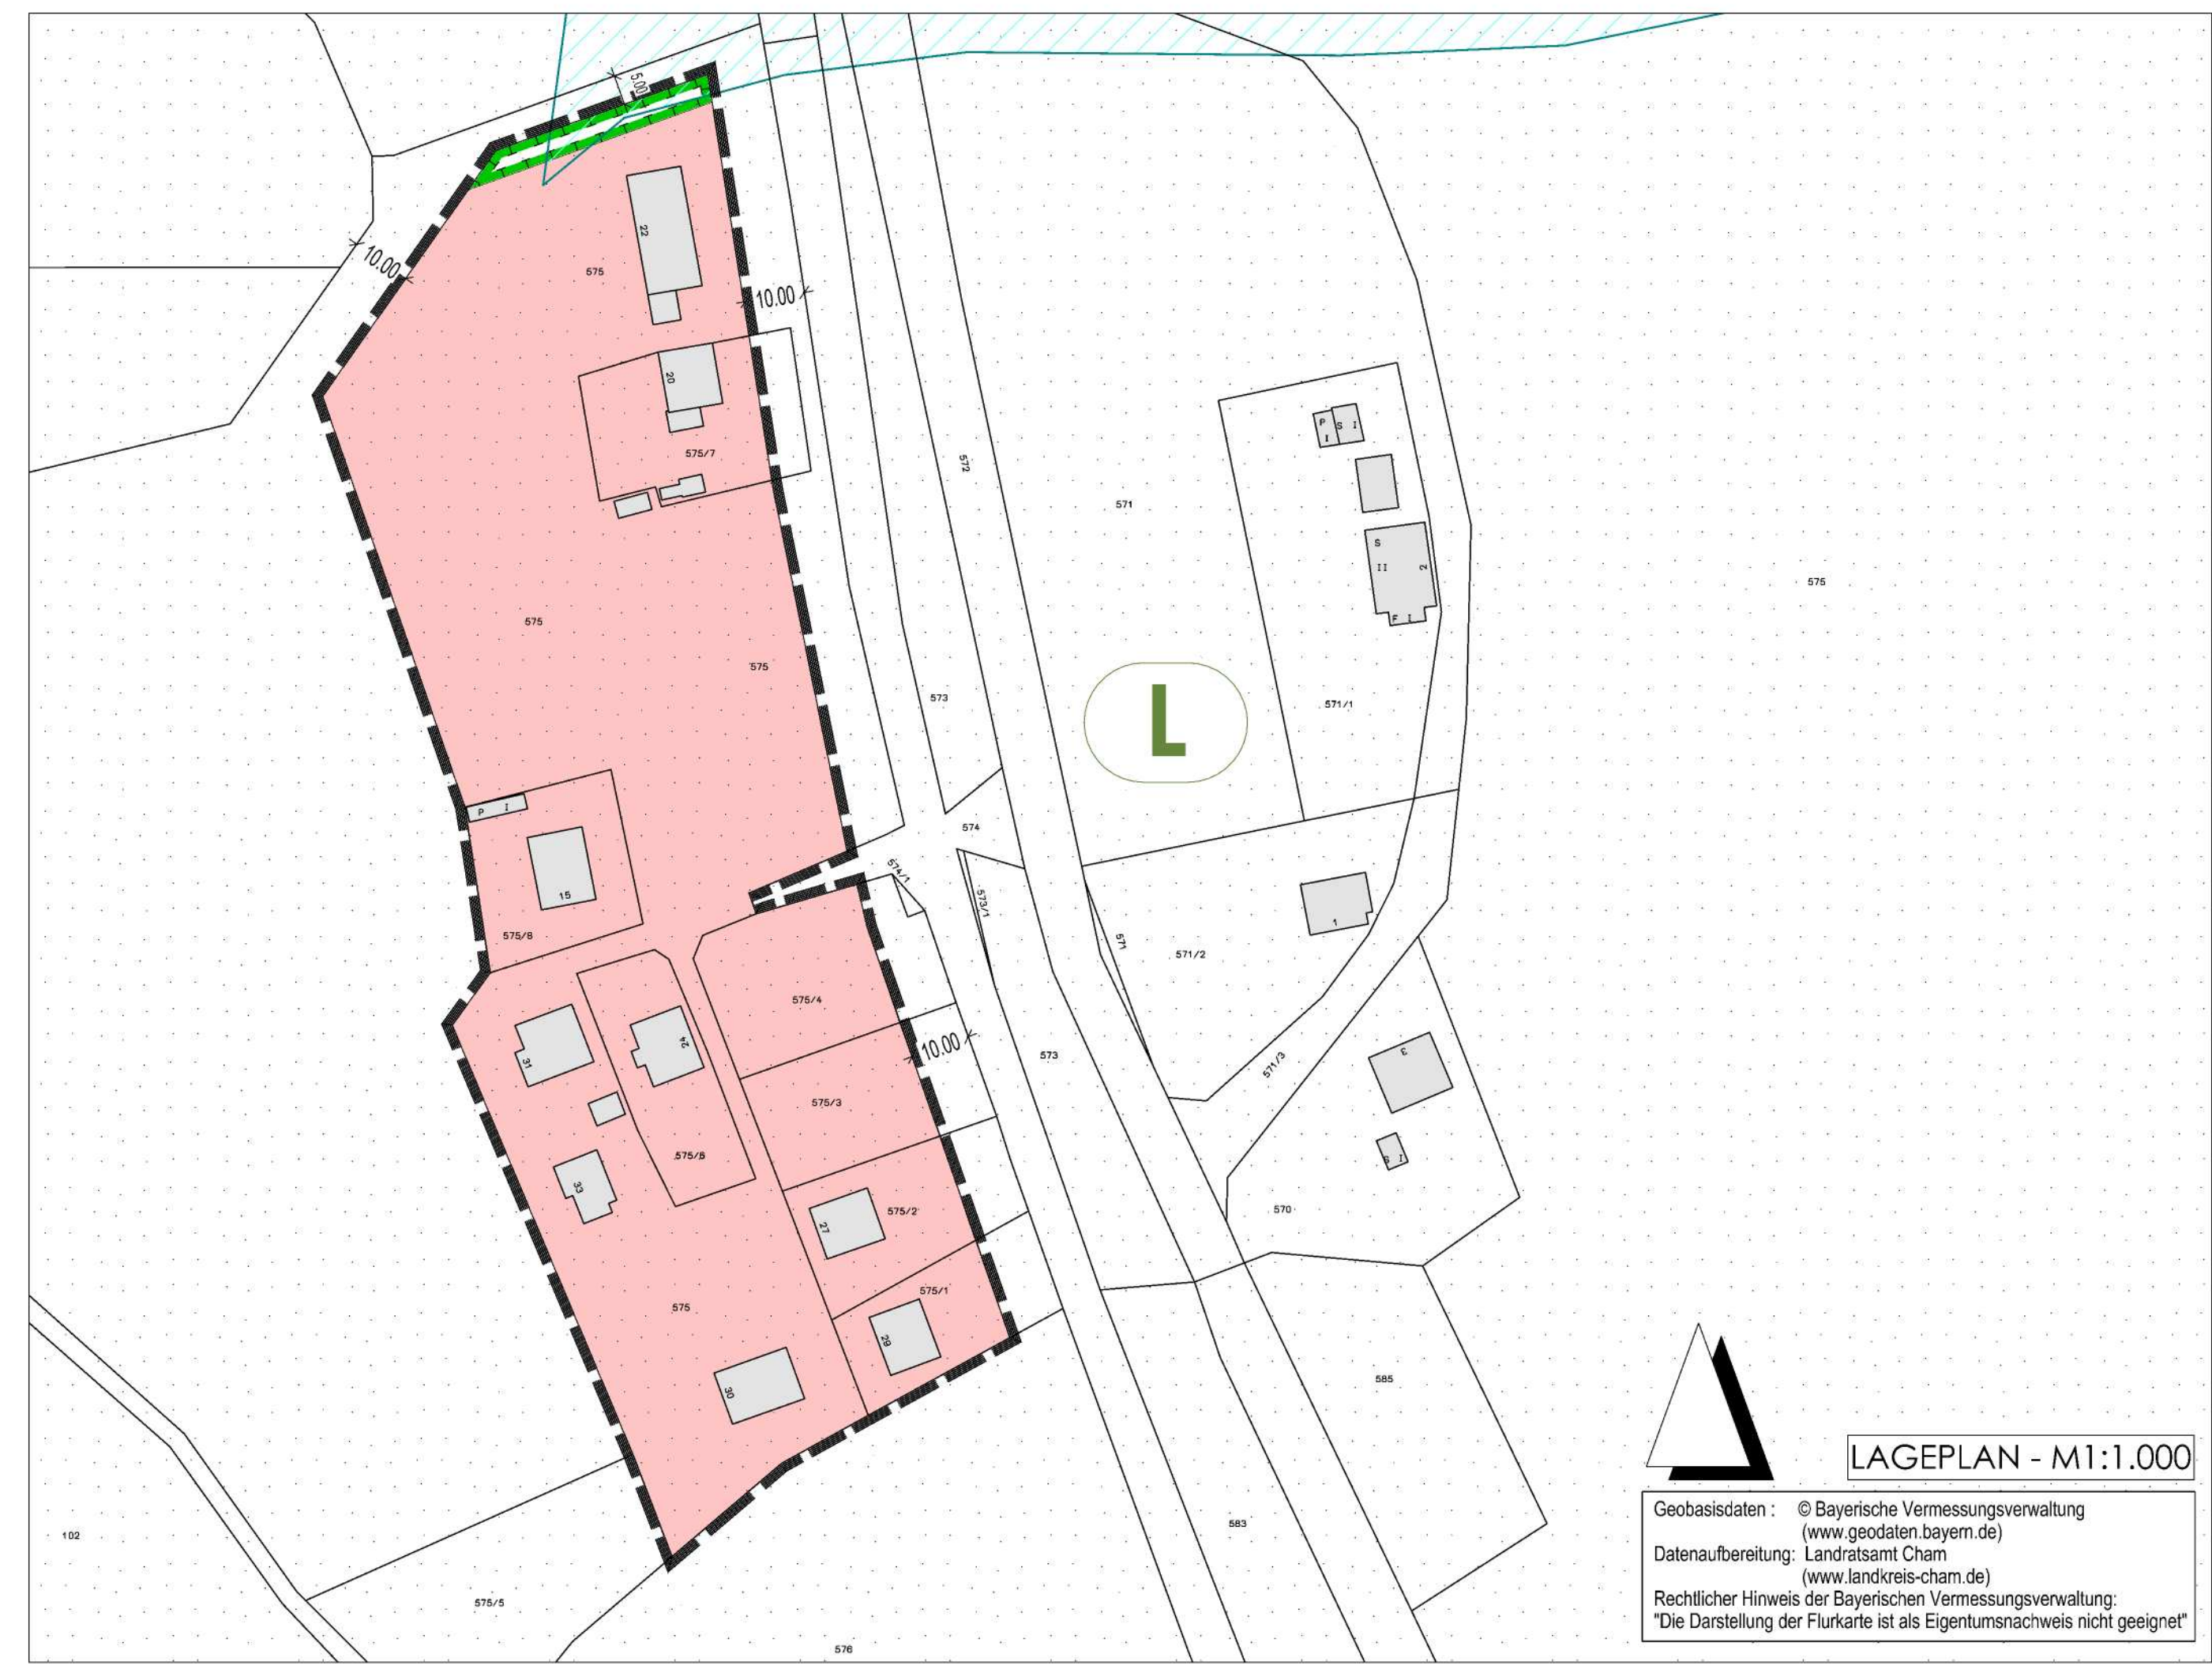 5.00
10.00
22
575
10.00
20
575/7
572
571
P I
S I
S
II
2
F I
575
575
575
573
L
571/1
P I
574
15
574/1
573/1
575/8
571
571/2
1
575/4
31
24
10.00
573
571/3
3
575/3
33
S I
27
575/2
570
575
575/1
29
30
585
LAGEPLAN - M1:1.000
Geobasisdaten : © Bayerische Vermessungsverwaltung
(www.geodaten.bayern.de)
Datenaufbereitung: Landratsamt Cham
(www.landkreis-cham.de)
Rechtlicher Hinweis der Bayerischen Vermessungsverwaltung:
"Die Darstellung der Flurkarte ist als Eigentumsnachweis nicht geeignet"
102
583
575/5
576